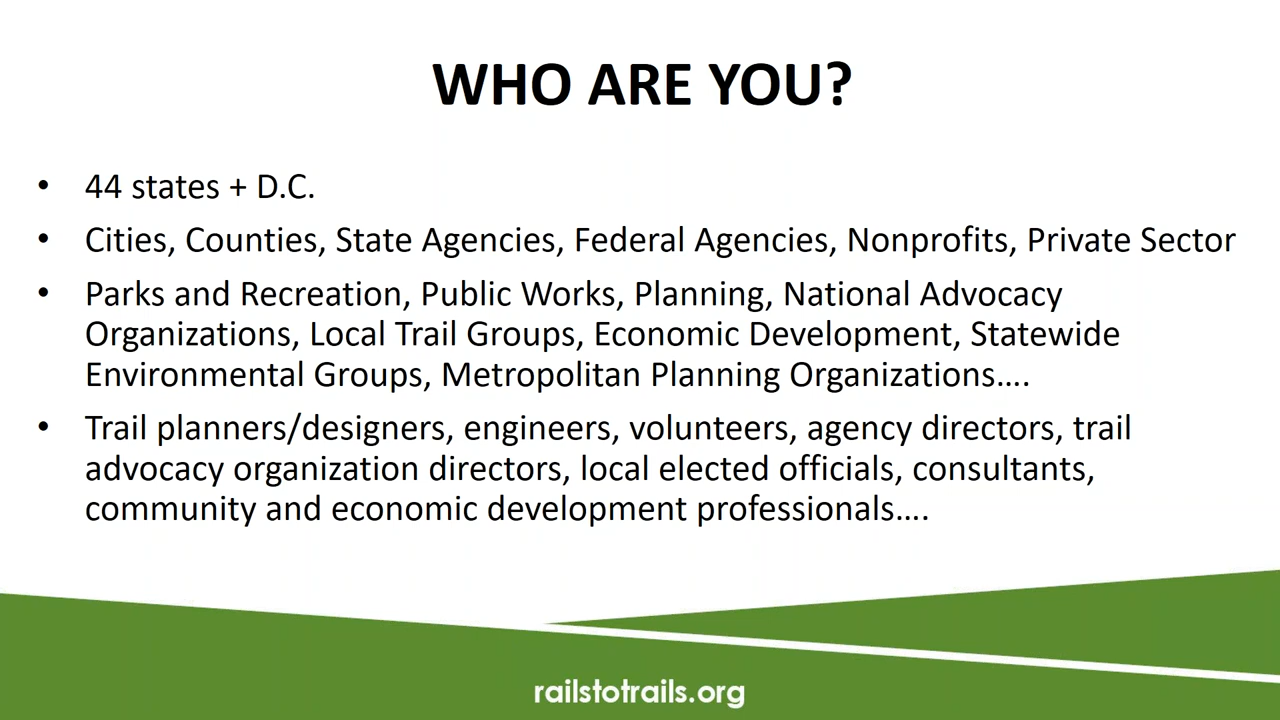 WHO ARE YOU?
• 44 states + D.C.
• Cities, Counties, State Agencies, Federal Agencies, Nonprofits, Private Sector
• Parks and Recreation, Public Works, Planning, National Advocacy
Organizations, Local Trail Groups, Economic Development, Statewide
Environmental Groups, Metropolitan Planning Organizations….
• Trail planners/designers, engineers, volunteers, agency directors, trail
advocacy organization directors, local elected officials, consultants,
community and economic development professionals….
railstotrails.org